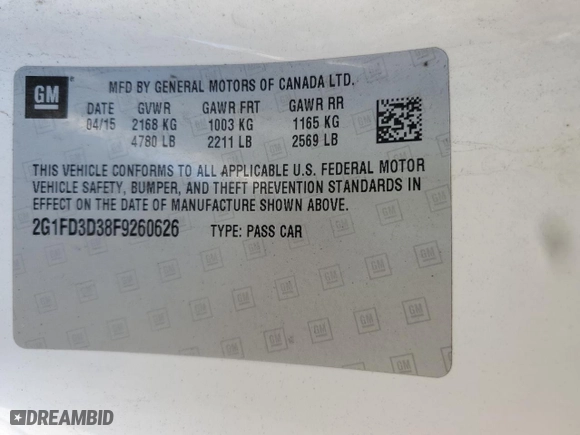 GM
MFD BY GENERAL MOTORS OF CANADA LTD.
DATE GVWR GAWR FRT GAWR RR
04/15 2168 KG 1003 KG 1165 KG
4780 LB 2211 LB 2569 LB
THIS VEHICLE CONFORMS TO ALL APPLICABLE U.S. FEDERAL MOTOR
VEHICLE SAFETY, BUMPER, AND THEFT PREVENTION STANDARDS IN
EFFECT ON THE DATE OF MANUFACTURE SHOWN ABOVE.
2G1FD3D38F9260626 TYPE: PASS CAR
DREAMBID